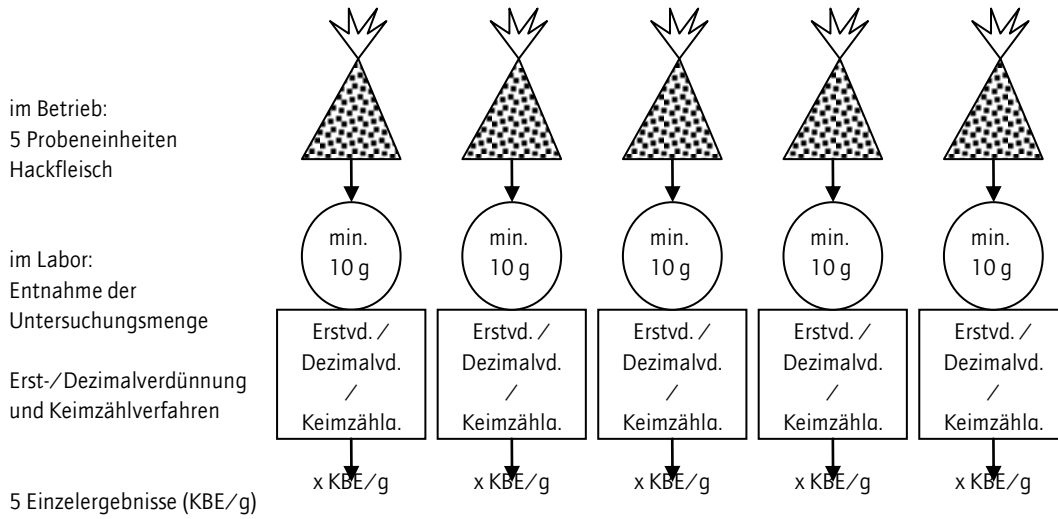 im Betrieb:
5 Probeneinheiten
Hackfleisch
min. min. min. min. min.
10 g 10 g 10 g 10 g 10 g
im Labor:
Entnahme der
Untersuchungsmenge
Erstvd. / Erstvd. / Erstvd. / Erstvd. / Erstvd. /
Dezimalvd. Dezimalvd. Dezimalvd. Dezimalvd. Dezimalvd.
/ / / / /
Keimzählg. Keimzählg. Keimzählg. Keimzählg. Keimzählg.
Erst-/Dezimalverdünnung
und Keimzählverfahren
x KBE/g x KBE/g x KBE/g x KBE/g x KBE/g
5 Einzelergebnisse (KBE/g)